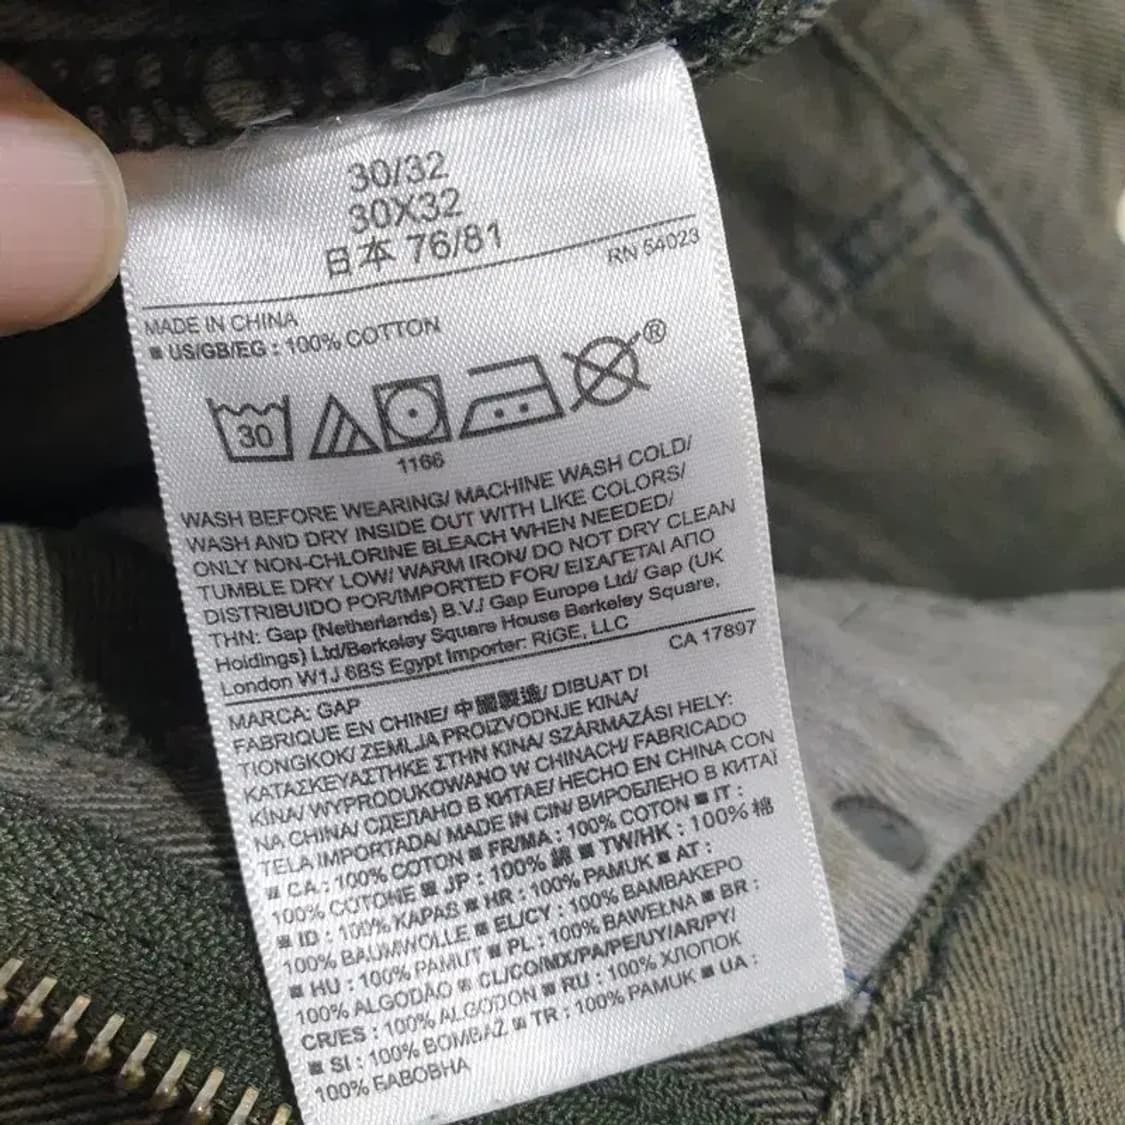 30/32
30X32
日本 76/81
RN 54023
MADE IN CHINA
■ US/GB/EG : 100% COTTON
®
30
1166
WASH BEFORE WEARING/ MACHINE WASH COLD/
WASH AND DRY INSIDE OUT WITH LIKE COLORS/
ONLY NON-CHLORINE BLEACH WHEN NEEDED/
TUMBLE DRY LOW/ WARM IRON/ DO NOT DRY CLEAN
DISTRIBUIDO POR/IMPORTED FOR/ ΕΙΣΑΓΕΤΑΙ ΑΠΟ
ΤΗΝ: Gap (Netherlands) B.V./ Gap Europe Ltd/ Gap (UK
Holdings) Ltd/Berkeley Square House Berkeley Square,
London W1J 6BS Egypt Importer: RIGE, LLC
CA 17897
MARCA: GAP
FABRIQUE EN CHINE/ 中國製造/ DIBUAT DI
TIONGKOK/ ZEMLJA PROIZVODNJE KINA/
ΚΑΤΑΣΚΕΥΑΣΤΗΚΕ ΣΤΗΝ ΚΙΝΑ/ SZÁRMAZÁSI HELY:
KÍNA/ WYPRODUKOWANO W CHINACH/ FABRICADO
NA CHINA/ СДЕЛАНО В КИТАЕ/ HECHO EN CHINA CON
TELA IMPORTADA/ MADE IN CIN/ ВИРОБЛЕНО В КИТАЇ
■ CA : 100% COTON ■ FR/MA : 100% COTON ■ IT :
100% COTONE ■ JP : 100% 綿 ■ TW/HK : 100% 棉
■ ID : 100% KAPAS ■ HR : 100% PAMUK ■ AT :
100% BAUMWOLLE ■ EL/CY : 100% ΒΑΜΒΑΚΕΡΟ
■ HU : 100% PAMUT ■ PL : 100% BAWEŁNA ■ BR :
100% ALGODÃO ■ CL/CO/MX/PA/PE/UY/AR/PY/
CR/ES : 100% ALGODON ■ RU : 100% ХЛОПОК
■ SI : 100% BOMBAŽ ■ TR : 100% PAMUK ■ UA :
100% БАВОВНА